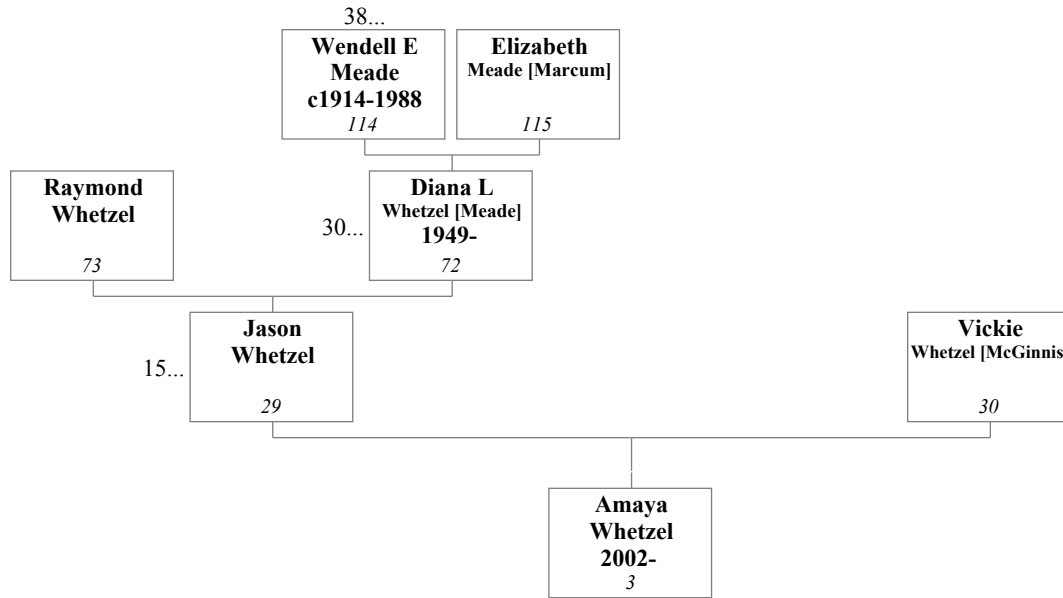 38...
Wendell E
Meade
c1914-1988
114
Elizabeth
Meade [Marcum]
115
Raymond
Whetzel
73
30...
Diana L
Whetzel [Meade]
1949-
72
15...
Jason
Whetzel
29
Vickie
Whetzel [McGinnis
30
Amaya
Whetzel
2002-
3